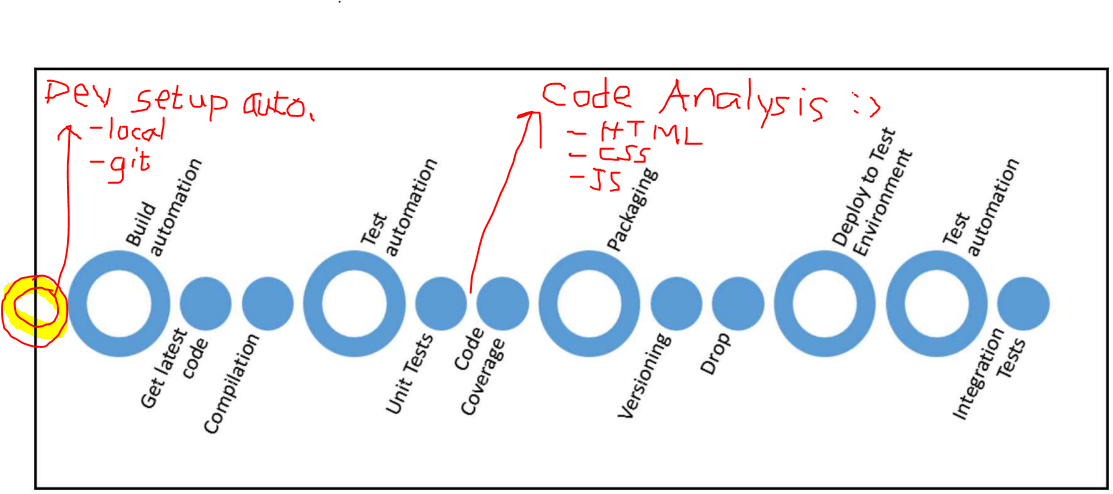 Dev setup auto.
-local
-git
Code Analysis :>
- HTML
- CSS
- JS
Build
automation
Get latest
code
Compilation
Test
automation
Unit Tests
Code
Coverage
Packaging
Versioning
Drop
Deploy to Test
Environment
Test
automation
Integration
Tests